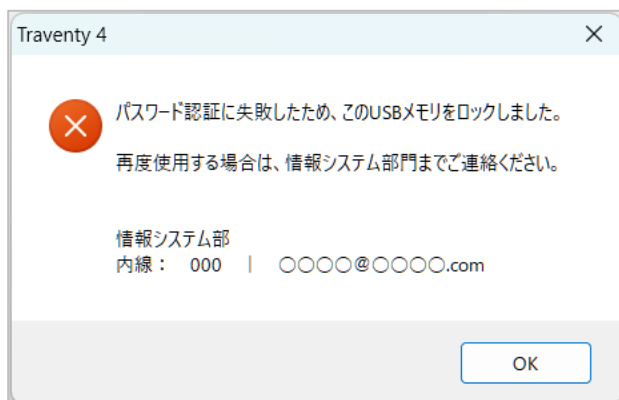 Traventy 4
パスワード認証に失敗したため、このUSBメモリをロックしました。
再度使用する場合は、情報システム部門までご連絡ください。
情報システム部
内線： 000 | ○○○○@○○○○.com
OK